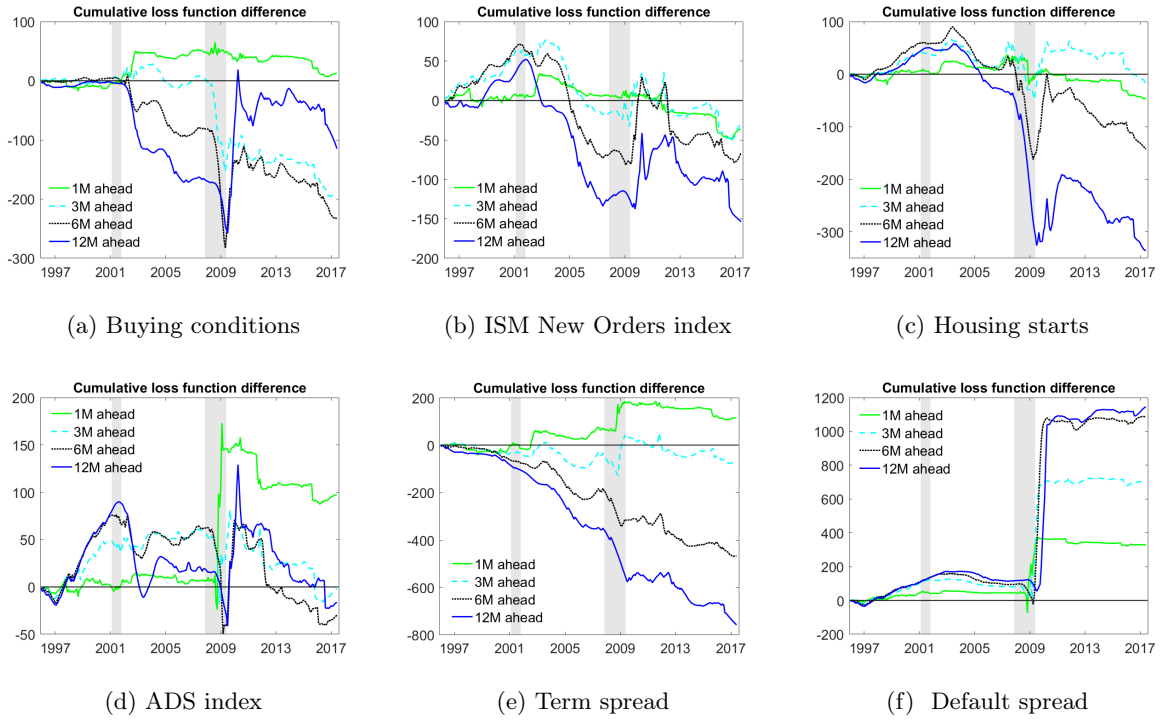 Cumulative loss function difference
100
0
-100
-200
-300
1M ahead
3M ahead
6M ahead
12M ahead
1997 2001 2005 2009 2013 2017
(a) Buying conditions
Cumulative loss function difference
100
50
0
-50
-100
-150
-200
1M ahead
3M ahead
6M ahead
12M ahead
1997 2001 2005 2009 2013 2017
(b) ISM New Orders index
Cumulative loss function difference
100
0
-100
-200
-300
1M ahead
3M ahead
6M ahead
12M ahead
1997 2001 2005 2009 2013 2017
(c) Housing starts
Cumulative loss function difference
200
150
100
50
0
-50
1M ahead
3M ahead
6M ahead
12M ahead
1997 2001 2005 2009 2013 2017
(d) ADS index
Cumulative loss function difference
200
0
-200
-400
-600
-800
1M ahead
3M ahead
6M ahead
12M ahead
1997 2001 2005 2009 2013 2017
(e) Term spread
Cumulative loss function difference
1200
1000
800
600
400
200
0
-200
1M ahead
3M ahead
6M ahead
12M ahead
1997 2001 2005 2009 2013 2017
(f) Default spread